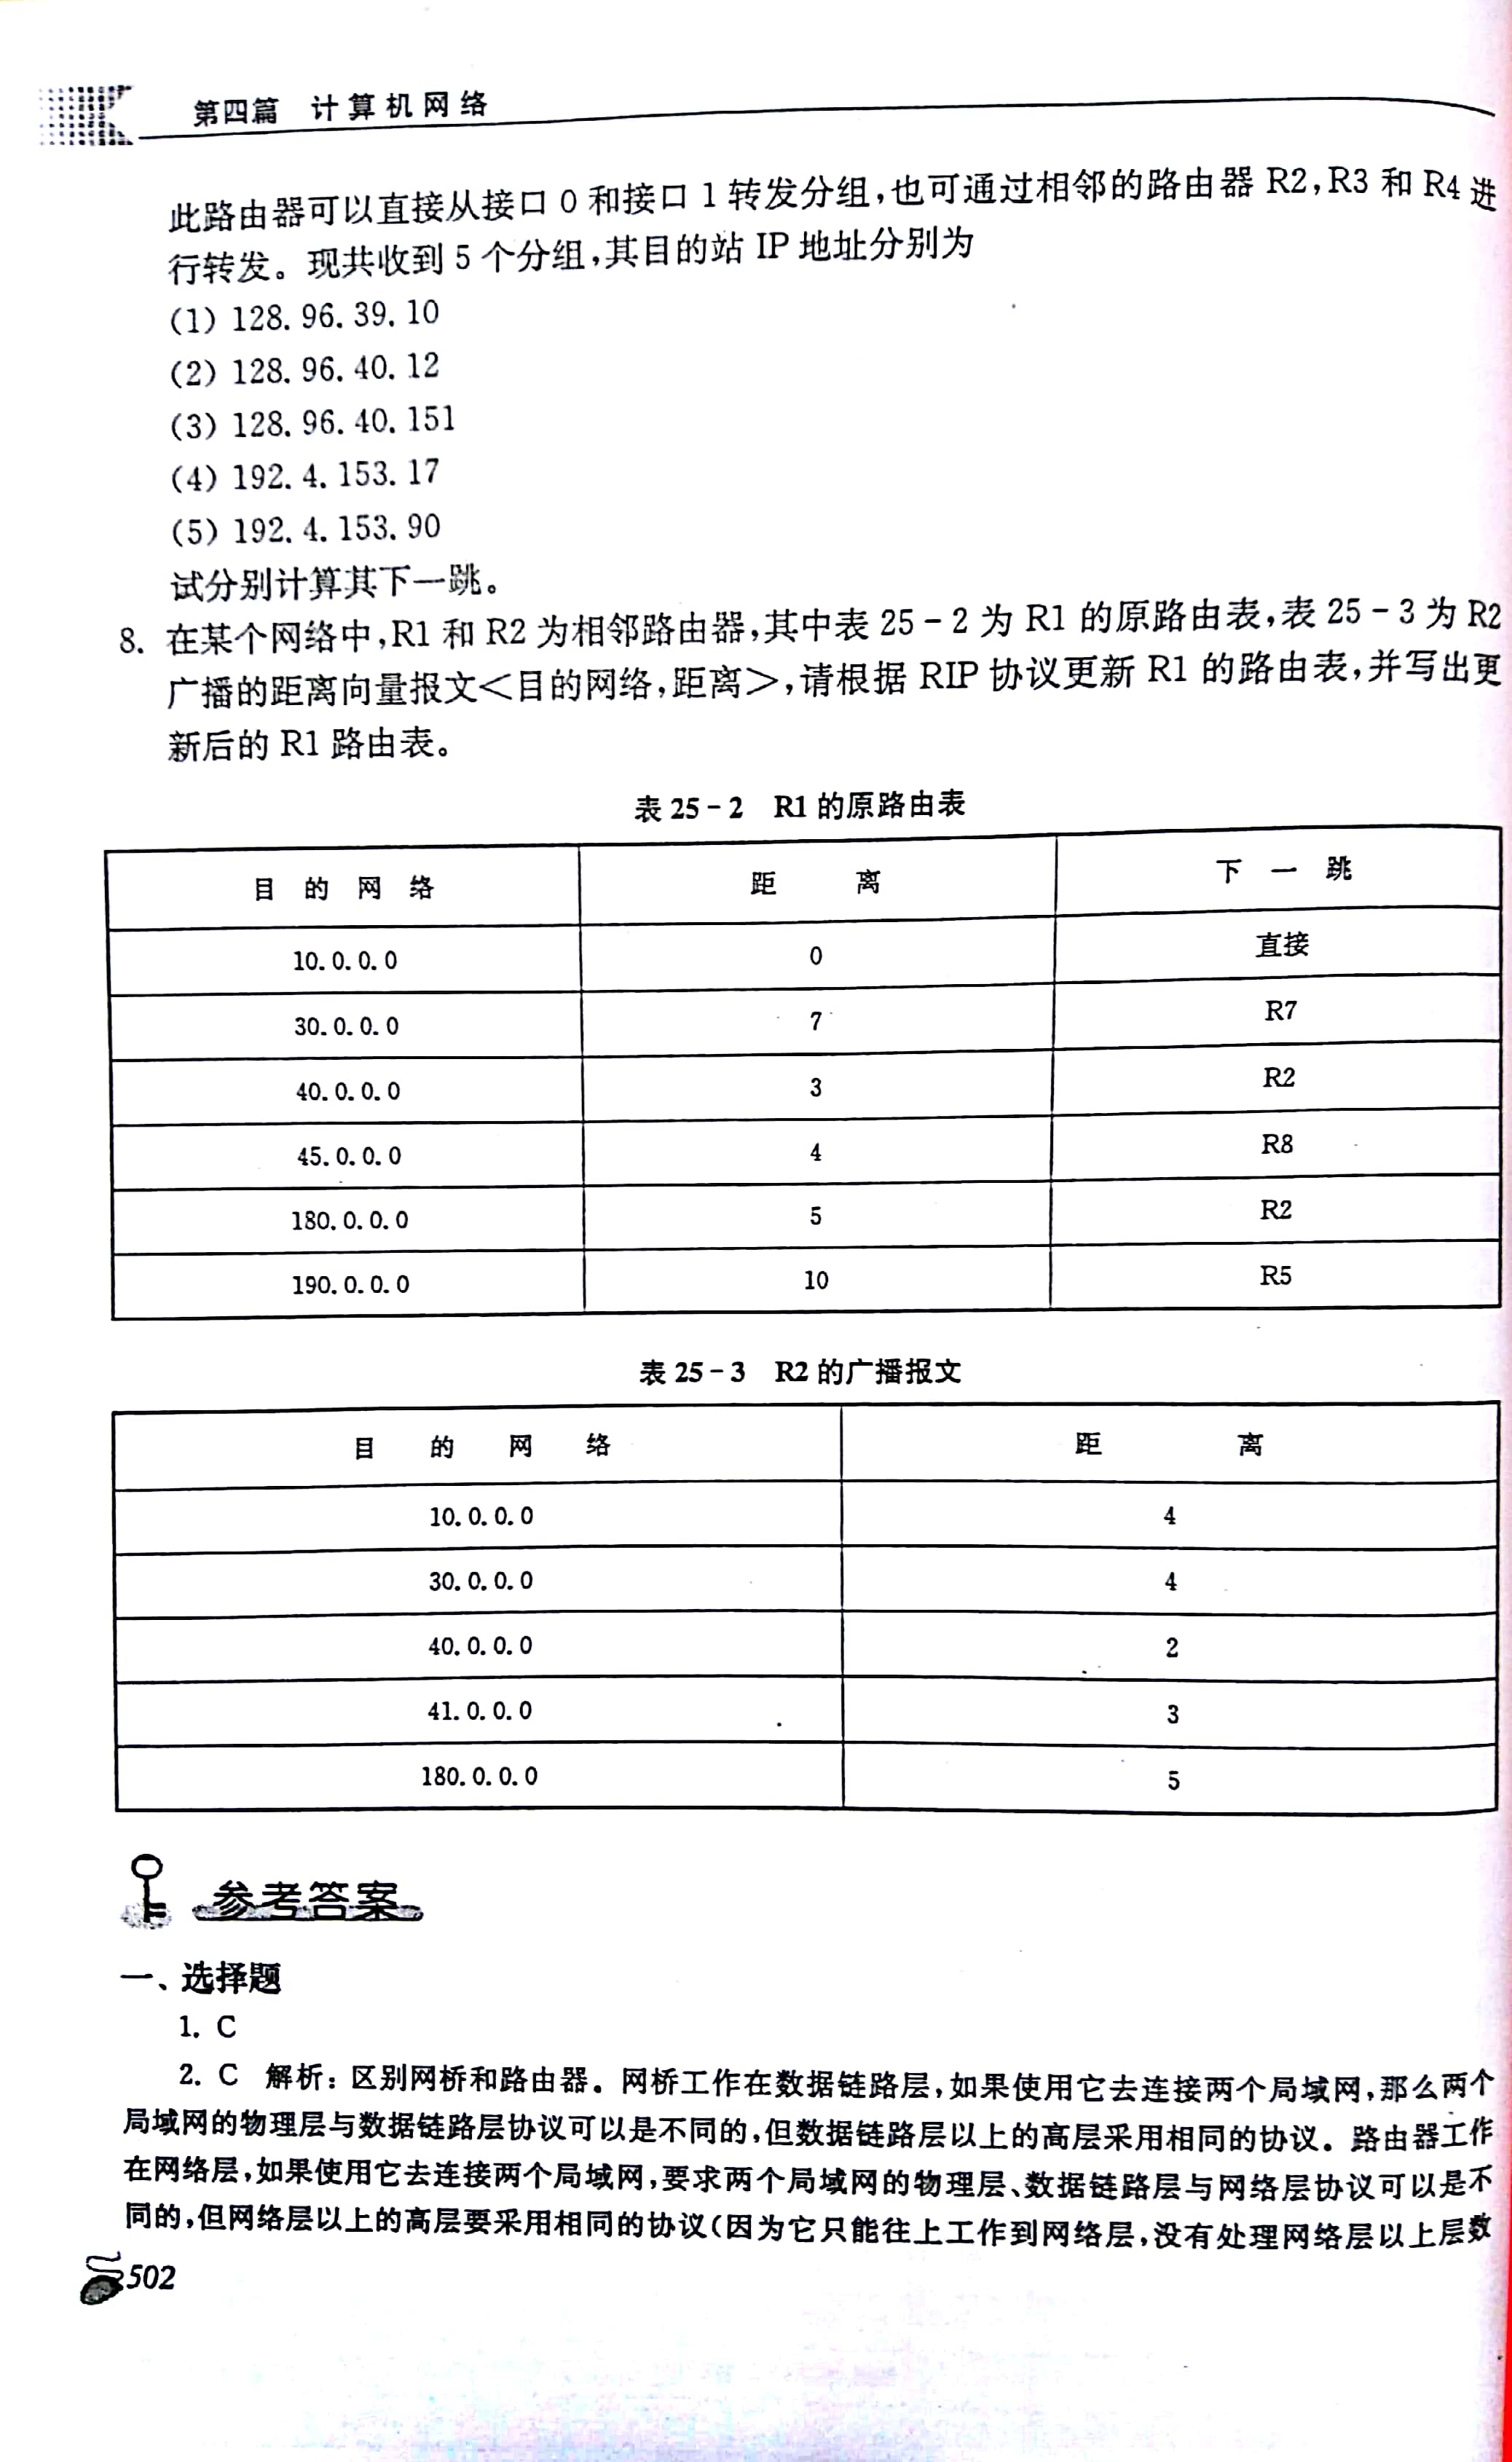 第四篇 计算机网络
此路由器可以直接从接口 0 和接口 1 转发分组,也可通过相邻的路由器 R2,R3 和 R4 进
行转发。现共收到 5 个分组,其目的站 IP 地址分别为
(1) 128.96.39.10
(2) 128.96.40.12
(3) 128.96.40.151
(4) 192.4.153.17
(5) 192.4.153.90
试分别计算其下一跳。
8. 在某个网络中,R1 和 R2 为相邻路由器,其中表 25-2 为 R1 的原路由表,表 25-3 为 R2
广播的距离向量报文<目的网络,距离>,请根据 RIP 协议更新 R1 的路由表,并写出更
新后的 R1 路由表。
表 25-2 R1 的原路由表
目的网络 距离 下一跳
10.0.0.0 0 直接
30.0.0.0 7 R7
40.0.0.0 3 R2
45.0.0.0 4 R8
180.0.0.0 5 R2
190.0.0.0 10 R5
表 25-3 R2 的广播报文
目的网络 距离
10.0.0.0 4
30.0.0.0 4
40.0.0.0 2
41.0.0.0 3
180.0.0.0 5
参考答案
一、选择题
1. C
2. C 解析:区别网桥和路由器。网桥工作在数据链路层,如果使用它去连接两个局域网,那么两个
局域网的物理层与数据链路层协议可以是不同的,但数据链路层以上的高层采用相同的协议。路由器工作
在网络层,如果使用它去连接两个局域网,要求两个局域网的物理层、数据链路层与网络层协议可以是不
同的,但网络层以上的高层要采用相同的协议(因为它只能往上工作到网络层,没有处理网络层以上层数
502